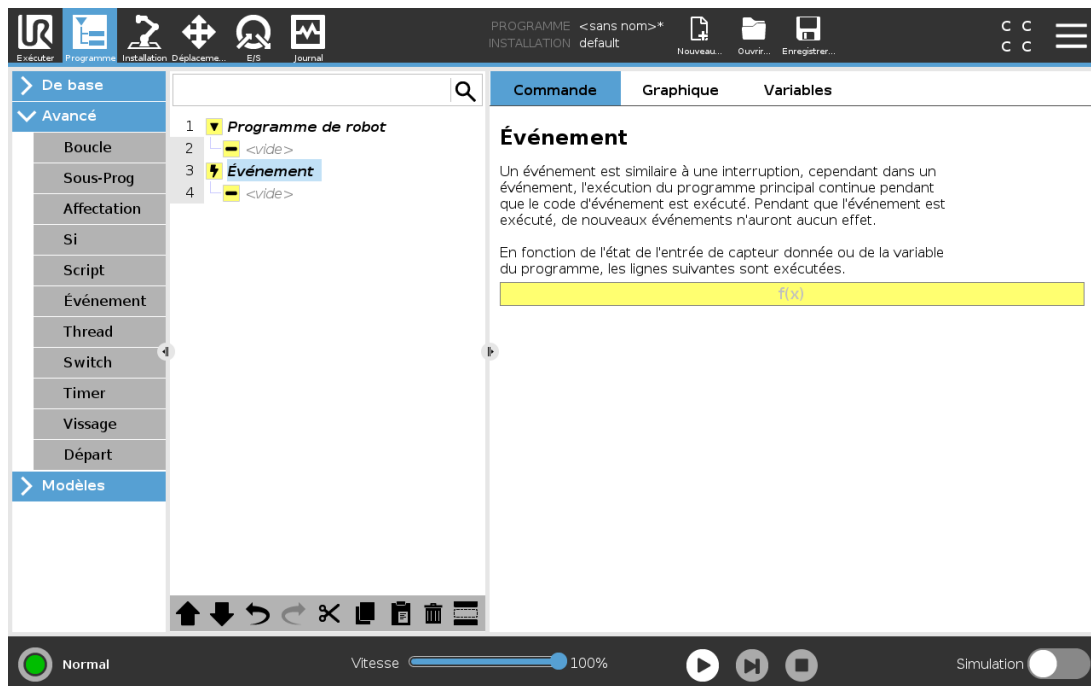 PROGRAMME <sans nom>*
INSTALLATION default
C C
C C
Exécuter Programme Installation Déplaceme... E/S Journal Nouveau... Ouvrir... Enregistrer...
De base
Avancé
Boucle
Sous-Prog
Affectation
Si
Script
Événement
Thread
Switch
Timer
Vissage
Départ
Modèles
1 Programme de robot
2 <vide>
3 Événement
4 <vide>
Commande Graphique Variables
Événement
Un événement est similaire à une interruption, cependant dans un
événement, l'exécution du programme principal continue pendant
que le code d'événement est exécuté. Pendant que l'événement est
exécuté, de nouveaux événements n'auront aucun effet.
En fonction de l'état de l'entrée de capteur donnée ou de la variable
du programme, les lignes suivantes sont exécutées.
f(x)
Normal
Vitesse 100%
Simulation